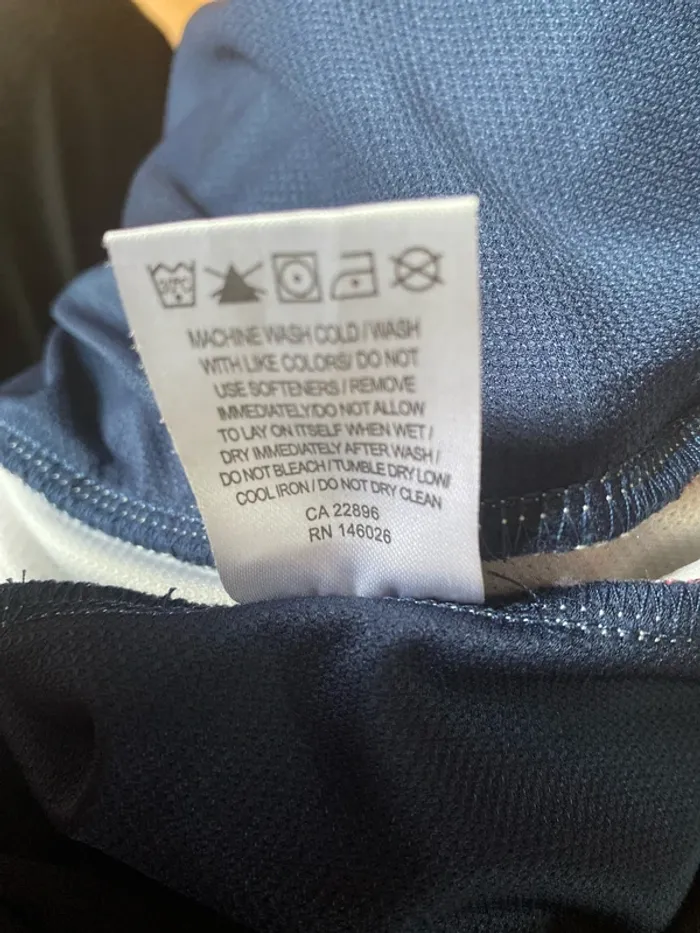 30°C
MACHINE WASH COLD / WASH
WITH LIKE COLORS/ DO NOT
USE SOFTENERS / REMOVE
IMMEDIATELY/DO NOT ALLOW
TO LAY ON ITSELF WHEN WET /
DRY IMMEDIATELY AFTER WASH /
DO NOT BLEACH / TUMBLE DRY LOW/
COOL IRON / DO NOT DRY CLEAN
CA 22896
RN 146026